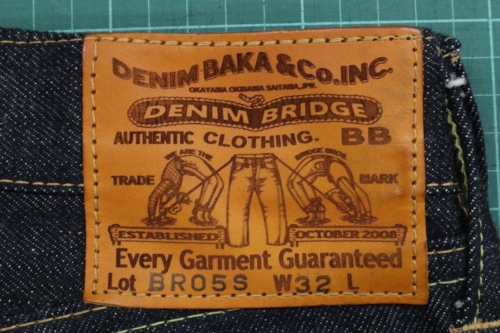 DENIM BAKA & Co., INC.
OKAYAMA OKINAWA SAITAMA, JPN.
DENIM BRIDGE
AUTHENTIC CLOTHING. BB
WE ARE THE BRIDGE BROS.
TRADE MARK
ESTABLISHED OCTOBER 2008
Every Garment Guaranteed
Lot BR05S W32 L